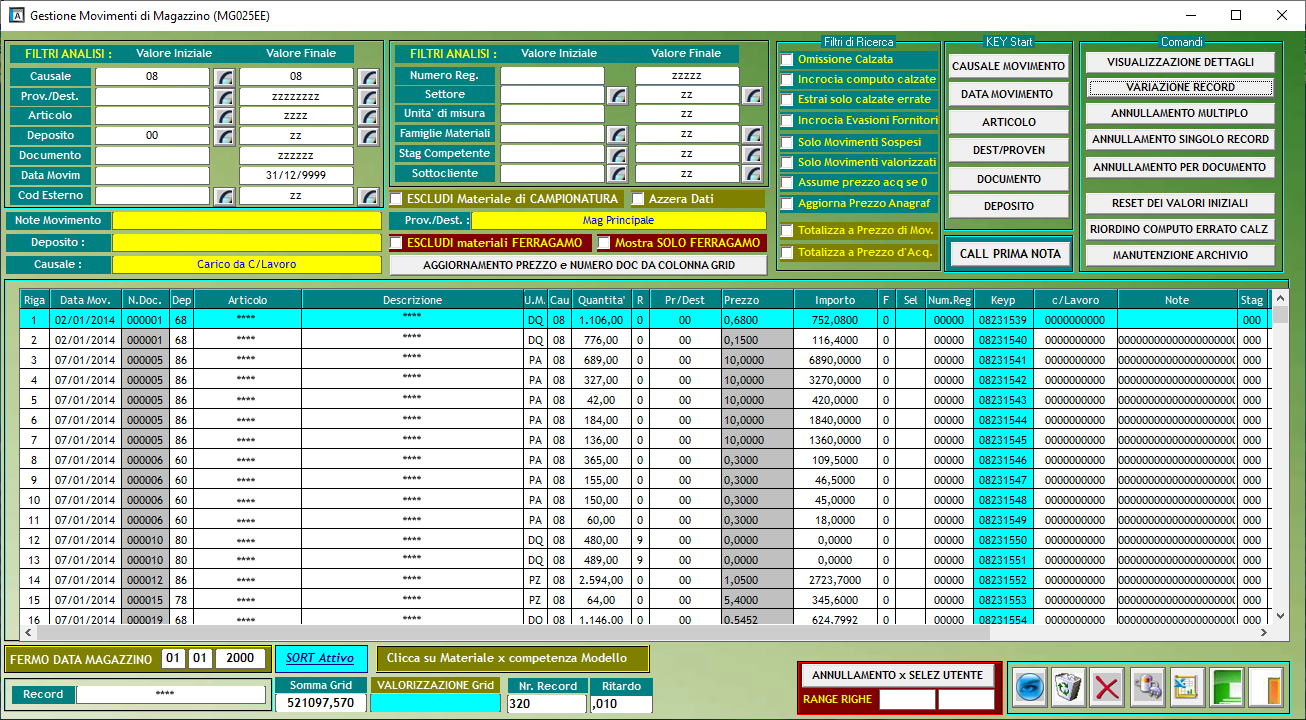 Gestione Movimenti di Magazzino (MG025EE)
FILTRI ANALISI : Valore Iniziale Valore Finale
Causale 08 08
Prov./Dest. zzzzzzzz
Articolo zzzz
Deposito 00 zz
Documento zzzzzz
Data Movim 31/12/9999
Cod Esterno zz
Note Movimento
Deposito :
Causale : Carico da C/Lavoro
FILTRI ANALISI : Valore Iniziale Valore Finale
Numero Reg. zzzzz
Settore zz
Unita' di misura zz
Famiglie Materiali zz
Stag Competente zz
Sottocliente zz
ESCLUDI Materiale di CAMPIONATURA Azzera Dati
Prov./Dest. : Mag Principale
ESCLUDI materiali FERRAGAMO Mostra SOLO FERRAGAMO
AGGIORNAMENTO PREZZO e NUMERO DOC DA COLONNA GRID
Filtri di Ricerca
Omissione Calzata
Incrocia computo calzate
Estrai solo calzate errate
Incrocia Evasioni Fornitori
Solo Movimenti Sospesi
Solo Movimenti valorizzati
Assume prezzo acq se 0
Aggiorna Prezzo Anagraf
Totalizza a Prezzo di Mov.
Totalizza a Prezzo d'Acq.
KEY Start
CAUSALE MOVIMENTO
DATA MOVIMENTO
ARTICOLO
DEST/PROVEN
DOCUMENTO
DEPOSITO
CALL PRIMA NOTA
Comandi
VISUALIZZAZIONE DETTAGLI
VARIAZIONE RECORD
ANNULLAMENTO MULTIPLO
ANNULLAMENTO SINGOLO RECORD
ANNULLAMENTO PER DOCUMENTO
RESET DEI VALORI INIZIALI
RIORDINO COMPUTO ERRATO CALZ
MANUTENZIONE ARCHIVIO
Riga Data Mov. N.Doc. Dep Articolo Descrizione U.M. Cau Quantita' R Pr/Dest Prezzo Importo F Sel Num.Reg Keyp c/Lavoro Note Stag
1 02/01/2014 000001 68 **** **** DQ 08 1.106,00 0 00 0,6800 752,0800 0 00000 08231539 0000000000 000
2 02/01/2014 000001 68 **** **** DQ 08 776,00 0 00 0,1500 116,4000 0 00000 08231540 0000000000 00000000000000000000 000
3 07/01/2014 000005 86 **** **** PA 08 689,00 0 00 10,0000 6890,0000 0 00000 08231541 0000000000 00000000000000000000 000
4 07/01/2014 000005 86 **** **** PA 08 327,00 0 00 10,0000 3270,0000 0 00000 08231542 0000000000 00000000000000000000 000
5 07/01/2014 000005 86 **** **** PA 08 42,00 0 00 10,0000 420,0000 0 00000 08231543 0000000000 00000000000000000000 000
6 07/01/2014 000005 86 **** **** PA 08 184,00 0 00 10,0000 1840,0000 0 00000 08231544 0000000000 00000000000000000000 000
7 07/01/2014 000005 86 **** **** PA 08 136,00 0 00 10,0000 1360,0000 0 00000 08231545 0000000000 00000000000000000000 000
8 07/01/2014 000006 60 **** **** PA 08 365,00 0 00 0,3000 109,5000 0 00000 08231546 0000000000 00000000000000000000 000
9 07/01/2014 000006 60 **** **** PA 08 155,00 0 00 0,3000 46,5000 0 00000 08231547 0000000000 00000000000000000000 000
10 07/01/2014 000006 60 **** **** PA 08 150,00 0 00 0,3000 45,0000 0 00000 08231548 0000000000 00000000000000000000 000
11 07/01/2014 000006 60 **** **** PA 08 60,00 0 00 0,3000 18,0000 0 00000 08231549 0000000000 00000000000000000000 000
12 07/01/2014 000010 80 **** **** DQ 08 480,00 9 00 0,0000 0,0000 0 00000 08231550 0000000000 00000000000000000000 000
13 07/01/2014 000010 80 **** **** DQ 08 489,00 9 00 0,0000 0,0000 0 00000 08231551 0000000000 00000000000000000000 000
14 07/01/2014 000012 86 **** **** PZ 08 2.594,00 0 00 1,0500 2723,7000 0 00000 08231552 0000000000 00000000000000000000 000
15 07/01/2014 000015 78 **** **** PZ 08 64,00 0 00 5,4000 345,6000 0 00000 08231553 0000000000 00000000000000000000 000
16 07/01/2014 000019 68 **** **** DQ 08 1.146,00 0 00 0,5452 624,7992 0 00000 08231554 0000000000 00000000000000000000 000
FERMO DATA MAGAZZINO 01 01 2000
SORT Attivo
Clicca su Materiale x competenza Modello
Record ****
Somma Grid VALORIZZAZIONE Grid Nr. Record Ritardo
521097,570 320 ,010
ANNULLAMENTO x SELEZ UTENTE
RANGE RIGHE